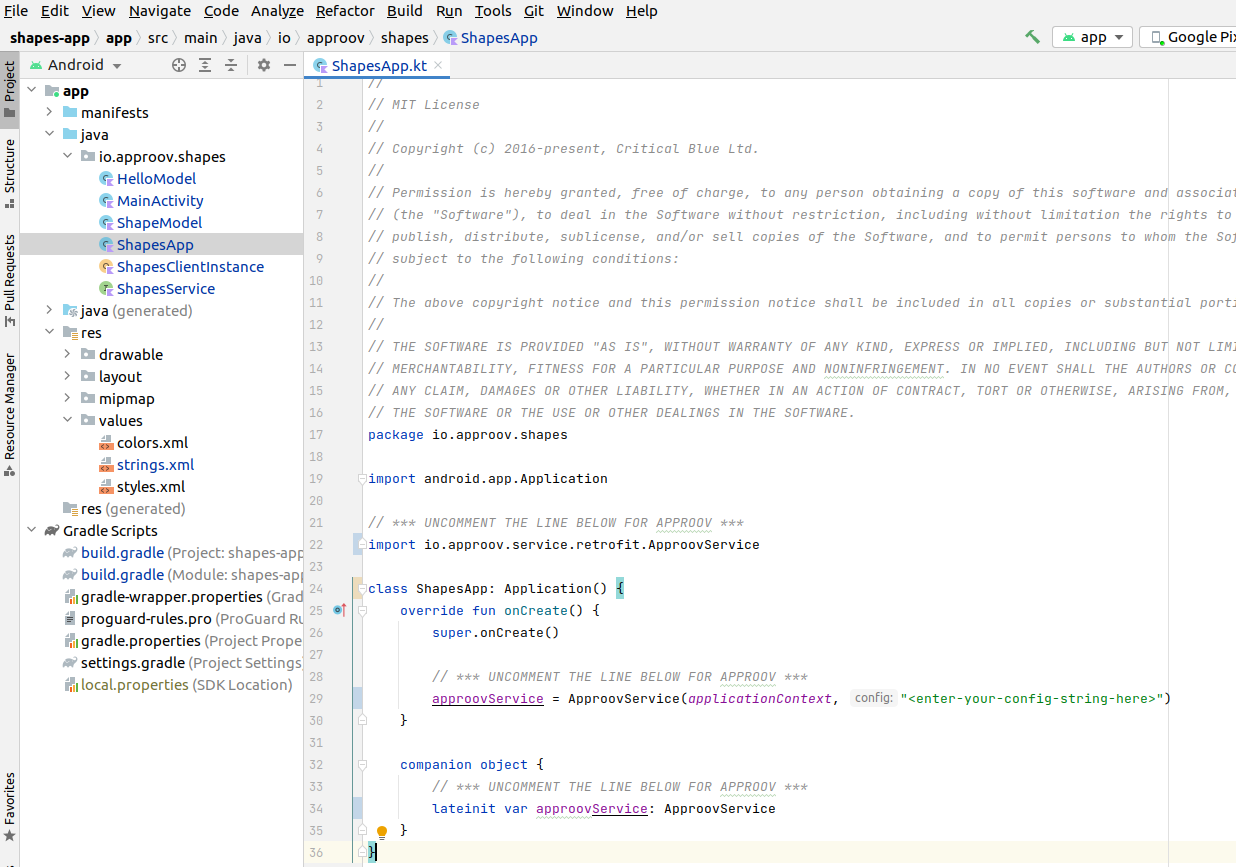 File Edit View Navigate Code Analyze Refactor Build Run Tools Git Window Help
shapes-app app src main java io approov shapes ShapesApp app Google Pix
Project Structure Pull Requests Resource Manager Favorites
Android
ShapesApp.kt
app
manifests
java
io.approov.shapes
HelloModel
MainActivity
ShapeModel
ShapesApp
ShapesClientInstance
ShapesService
java (generated)
res
drawable
layout
mipmap
values
colors.xml
strings.xml
styles.xml
res (generated)
Gradle Scripts
build.gradle (Project: shapes-app
build.gradle (Module: shapes-app
gradle-wrapper.properties (Grad
proguard-rules.pro (ProGuard Ru
gradle.properties (Project Prope
settings.gradle (Project Settings
local.properties (SDK Location)
1 //
2 // MIT License
3 //
4 // Copyright (c) 2016-present, Critical Blue Ltd.
5 //
6 // Permission is hereby granted, free of charge, to any person obtaining a copy of this software and associat
7 // (the "Software"), to deal in the Software without restriction, including without limitation the rights to
8 // publish, distribute, sublicense, and/or sell copies of the Software, and to permit persons to whom the Sof
9 // subject to the following conditions:
10 //
11 // The above copyright notice and this permission notice shall be included in all copies or substantial porti
12 //
13 // THE SOFTWARE IS PROVIDED "AS IS", WITHOUT WARRANTY OF ANY KIND, EXPRESS OR IMPLIED, INCLUDING BUT NOT LIMI
14 // MERCHANTABILITY, FITNESS FOR A PARTICULAR PURPOSE AND NONINFRINGEMENT. IN NO EVENT SHALL THE AUTHORS OR CO
15 // ANY CLAIM, DAMAGES OR OTHER LIABILITY, WHETHER IN AN ACTION OF CONTRACT, TORT OR OTHERWISE, ARISING FROM,
16 // THE SOFTWARE OR THE USE OR OTHER DEALINGS IN THE SOFTWARE.
17 package io.approov.shapes
18
19 import android.app.Application
20
21 // *** UNCOMMENT THE LINE BELOW FOR APPROOV ***
22 import io.approov.service.retrofit.ApproovService
23
24 class ShapesApp: Application() {
25 override fun onCreate() {
26 super.onCreate()
27
28 // *** UNCOMMENT THE LINE BELOW FOR APPROOV ***
29 approovService = ApproovService(applicationContext, config: "<enter-your-config-string-here>")
30 }
31
32 companion object {
33 // *** UNCOMMENT THE LINE BELOW FOR APPROOV ***
34 lateinit var approovService: ApproovService
35 }
36 }